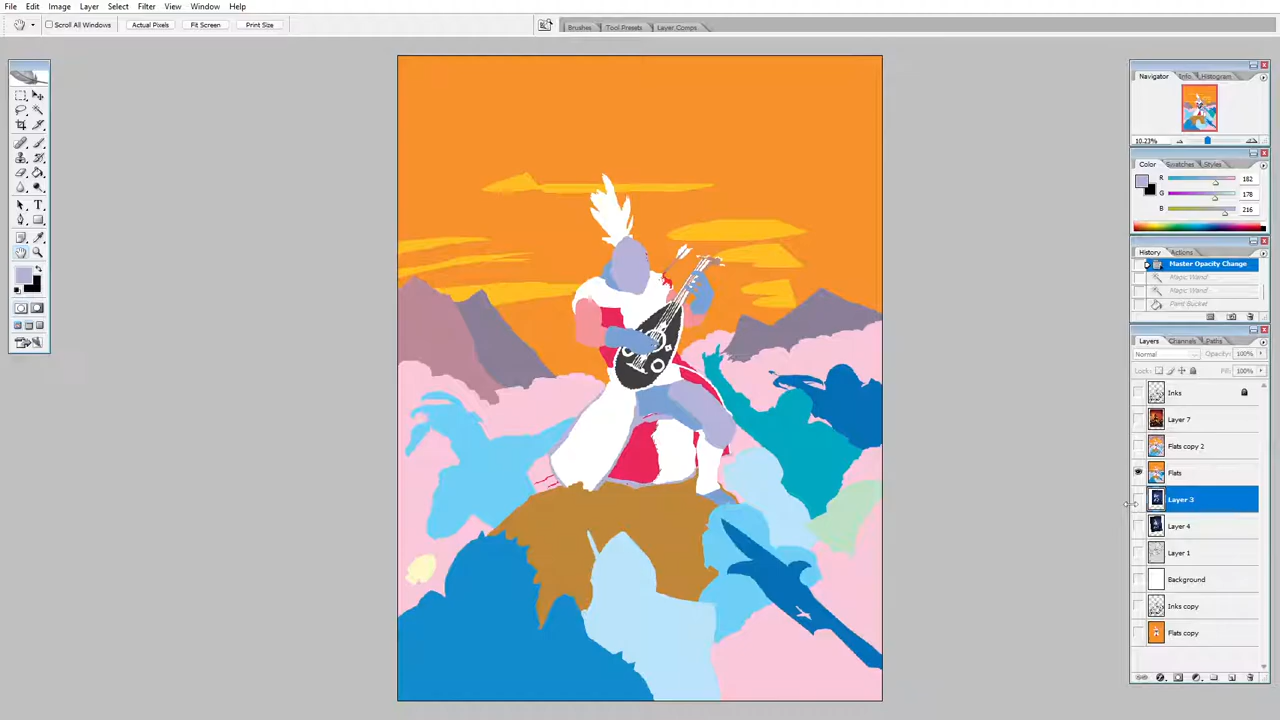 File Edit Image Layer Select Filter View Window Help
Scroll All Windows Actual Pixels Fit Screen Print Size Brushes Tool Presets Layer Comps
Navigator Info Histogram
10.23%
Color Swatches Styles
R 182
G 178
B 216
History Actions
Master Opacity Change
Magic Wand
Magic Wand
Paint Bucket
Layers Channels Paths
Normal Opacity: 100%
Lock: Fill: 100%
Inks
Layer 7
Flats copy 2
Flats
Layer 3
Layer 4
Layer 1
Background
Inks copy
Flats copy